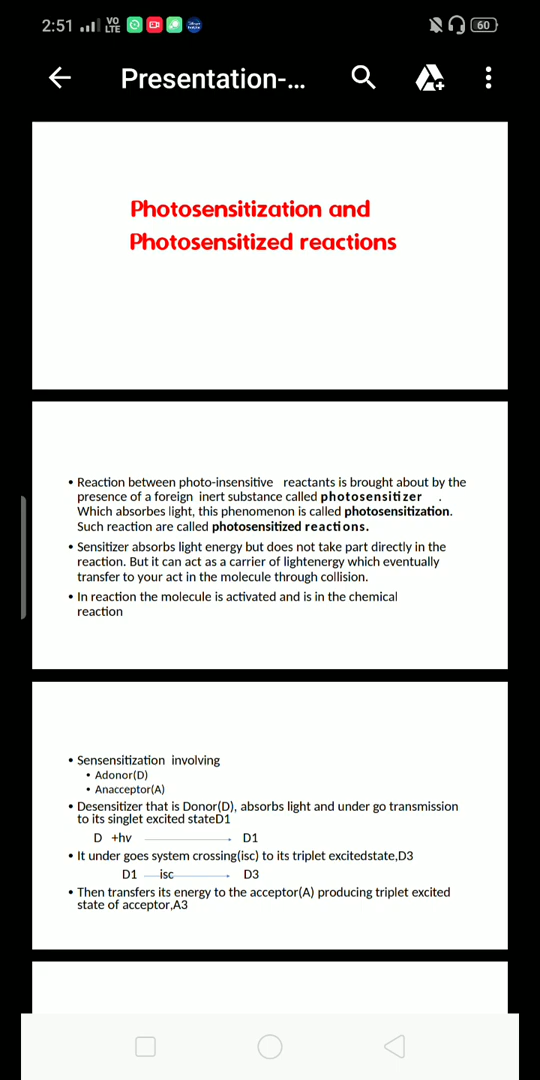 2:51 VO LTE 60
Presentation-...
Photosensitization and
Photosensitized reactions
• Reaction between photo-insensitive reactants is brought about by the
presence of a foreign inert substance called photosensitizer .
Which absorbes light, this phenomenon is called photosensitization.
Such reaction are called photosensitized reactions.
• Sensitizer absorbs light energy but does not take part directly in the
reaction. But it can act as a carrier of lightenergy which eventually
transfer to your act in the molecule through collision.
• In reaction the molecule is activated and is in the chemical
reaction
• Sensensitization involving
• Adonor(D)
• Anacceptor(A)
• Desensitizer that is Donor(D), absorbs light and under go transmission
to its singlet excited stateD1
D +hv → D1
• It under goes system crossing(isc) to its triplet excitedstate,D3
D1 isc→ D3
• Then transfers its energy to the acceptor(A) producing triplet excited
state of acceptor,A3